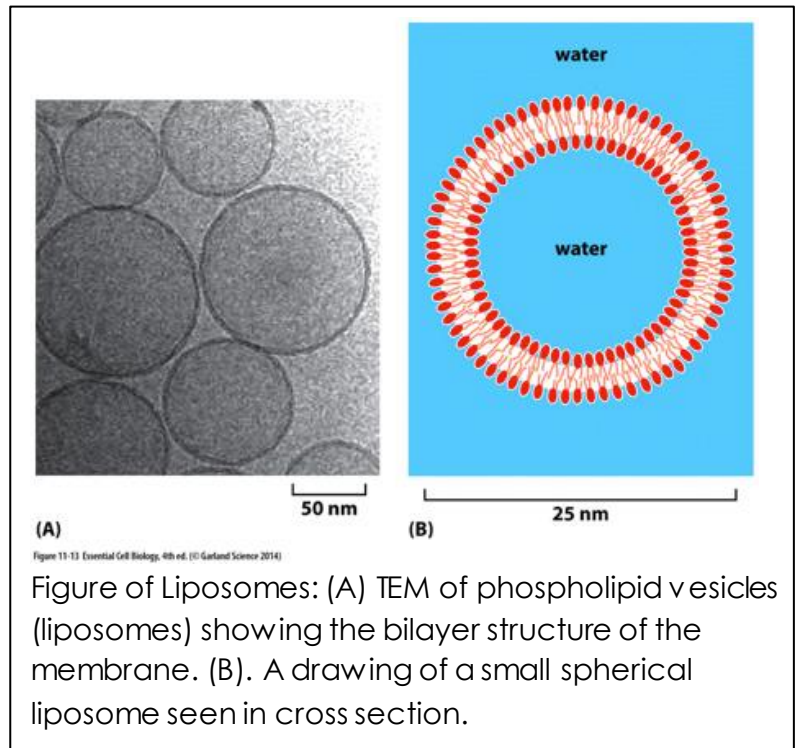 water
water
50 nm
25 nm
(A)
(B)
Figure 11-13 Essential Cell Biology, 4th ed. (© Garland Science 2014)
Figure of Liposomes: (A) TEM of phospholipid vesicles
(liposomes) showing the bilayer structure of the
membrane. (B). A drawing of a small spherical
liposome seen in cross section.